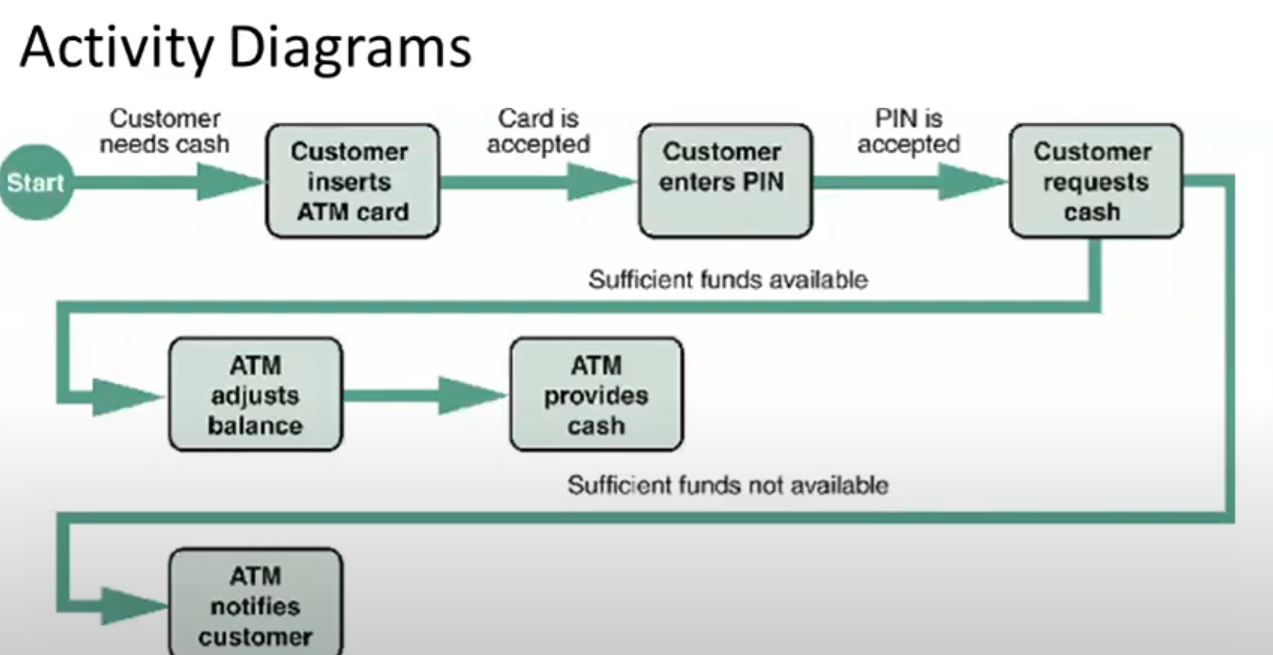 Activity Diagrams
Customer
needs cash
Card is
accepted
PIN is
accepted
Start
Customer
inserts
ATM card
Customer
enters PIN
Customer
requests
cash
Sufficient funds available
ATM
adjusts
balance
ATM
provides
cash
Sufficient funds not available
ATM
notifies
customer